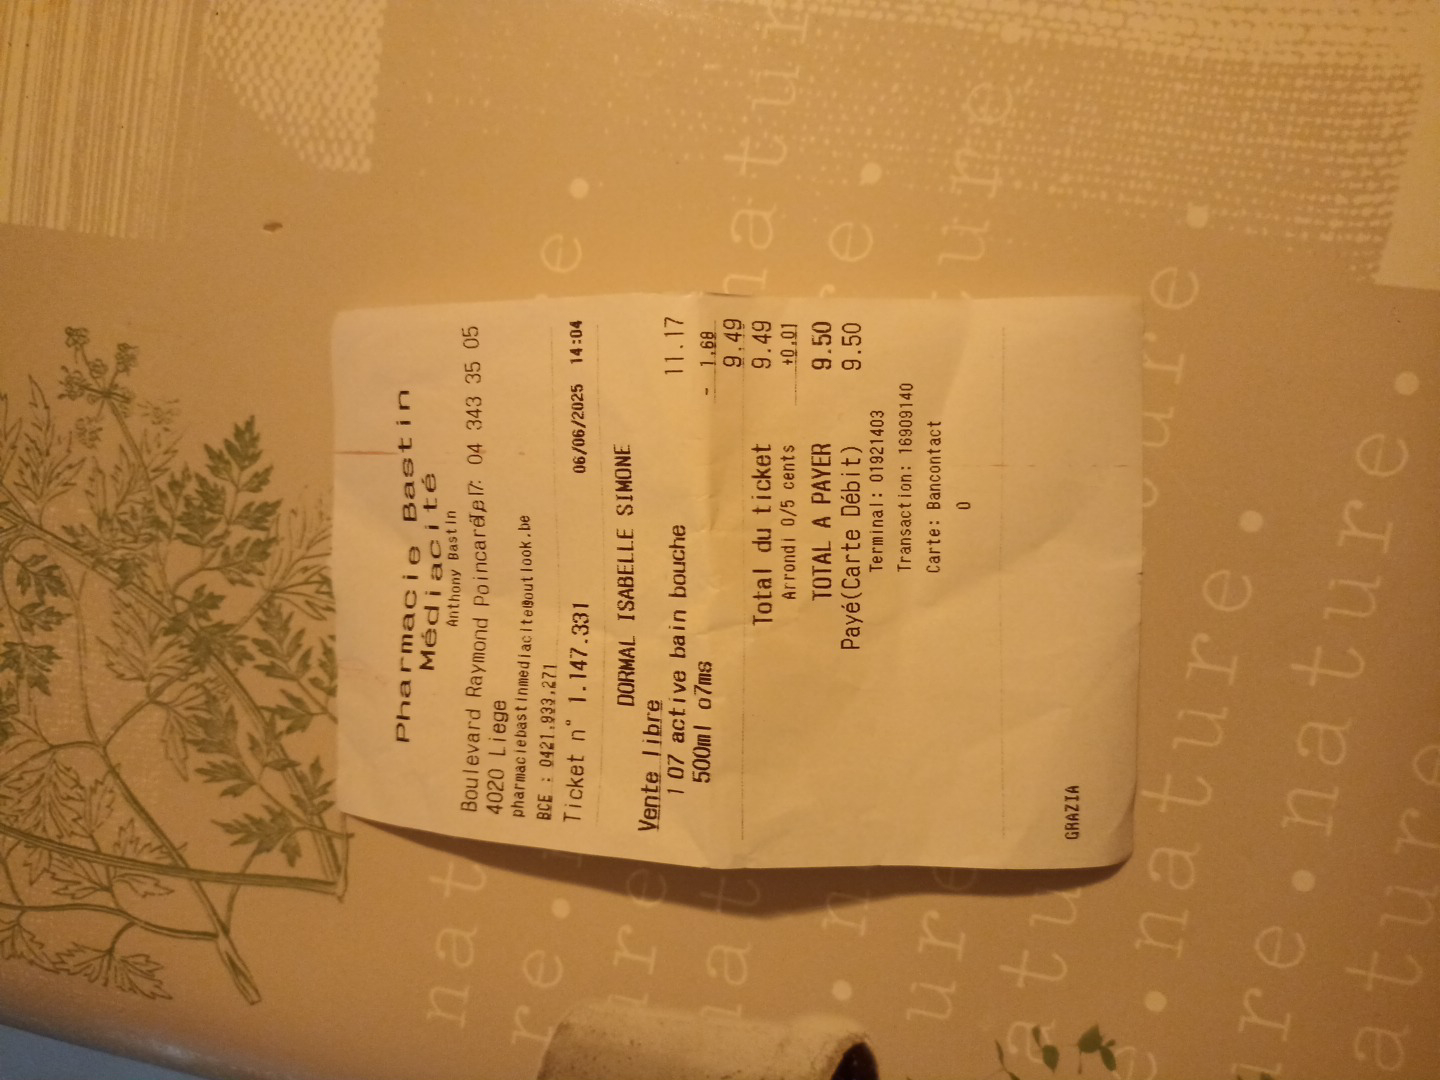 Pharmacie Bastin
Médiacité
Anthony Bastin
Boulevard Raymond Poincaré 7: 04 343 35 05
4020 Liege
pharmaciebastinmediacite@outlook.be
BCE : 0421.933.271
Ticket n° 1.147.331 06/06/2025 14:04
DORMAL ISABELLE SIMONE
Vente libre
1 07 active bain bouche 11.17
500ml o7ms - 1.68
9.49
Total du ticket 9.49
Arrondi 0/5 cents +0.01
TOTAL A PAYER 9.50
Payé(Carte Débit) 9.50
Terminal: 01921403
Transaction: 16909140
Carte: Bancontact
0
GRAZIA
nature.
nature.
nature.
nature.
nature.
nature.